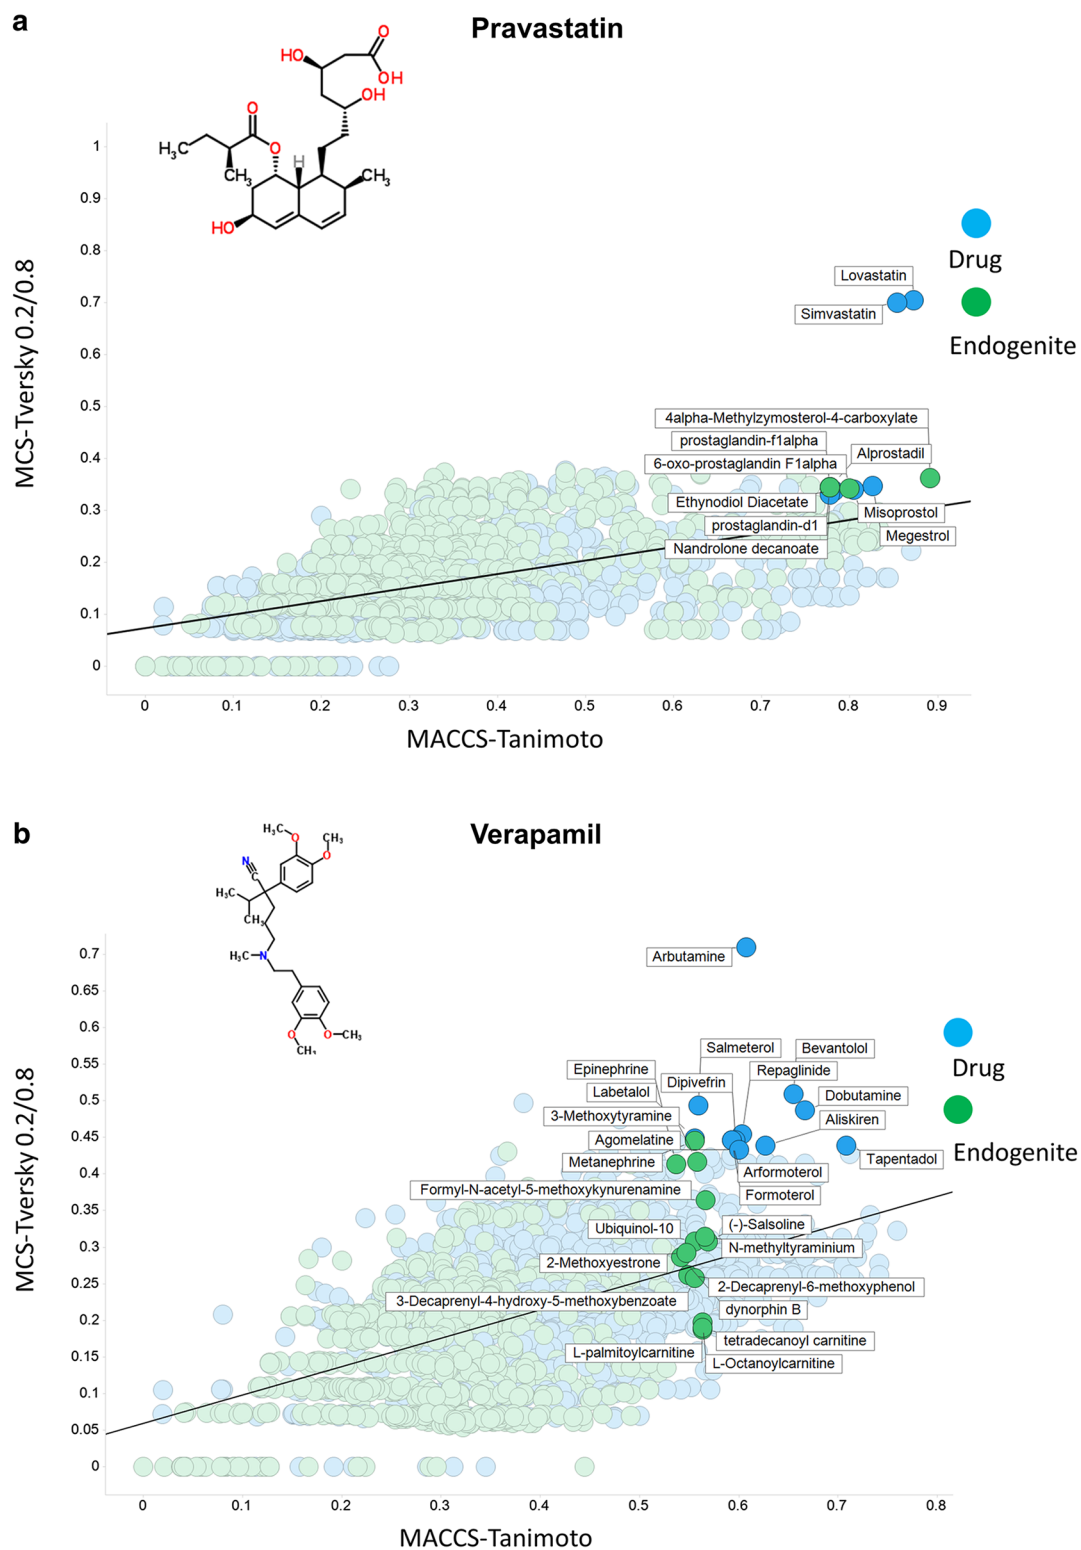 a
Pravastatin
O
HO
OH
OH
O
H3C
O
H
CH3
CH3
HO
1
0.9
0.8
0.7
0.6
0.5
0.4
0.3
0.2
0.1
0
MCS-Tversky 0.2/0.8
Drug
Endogenite
Lovastatin
Simvastatin
4alpha-Methylzymosterol-4-carboxylate
prostaglandin-f1alpha
Alprostadil
6-oxo-prostaglandin F1alpha
Ethynodiol Diacetate
Misoprostol
prostaglandin-d1
Megestrol
Nandrolone decanoate
0 0.1 0.2 0.3 0.4 0.5 0.6 0.7 0.8 0.9
MACCS-Tanimoto
b
Verapamil
H3C
O
CH3
O
N
C
H3C
CH3
H3C
N
O
O
CH3
CH3
0.7
0.65
0.6
0.55
0.5
0.45
0.4
0.35
0.3
0.25
0.2
0.15
0.1
0.05
0
MCS-Tversky 0.2/0.8
Drug
Endogenite
Arbutamine
Salmeterol
Bevantolol
Epinephrine
Repaglinide
Dipivefrin
Labetalol
Dobutamine
3-Methoxytyramine
Aliskiren
Agomelatine
Metanephrine
Tapentadol
Arformoterol
Formyl-N-acetyl-5-methoxykynurenamine
Formoterol
Ubiquinol-10
(-)-Salsoline
N-methyltyraminium
2-Methoxyestrone
2-Decaprenyl-6-methoxyphenol
3-Decaprenyl-4-hydroxy-5-methoxybenzoate
dynorphin B
tetradecanoyl carnitine
L-palmitoylcarnitine
L-Octanoylcarnitine
0 0.1 0.2 0.3 0.4 0.5 0.6 0.7 0.8
MACCS-Tanimoto